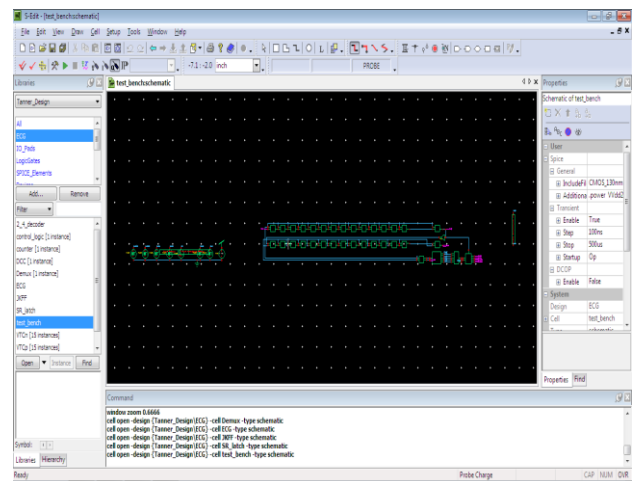 S-Edit - [test_bench:schematic]
File Edit View Draw Cell Setup Tools Window Help
-7.1 : -2.0 inch PROBE
Libraries
test_bench:schematic
Properties
Tanner_Design
Schematic of test_bench
All
ECG
IO_Pads
LogicGates
SPICE_Elements
Add... Remove
Filter
2_4_decoder
control_logic [1 instance]
counter [1 instance]
DCC [1 instance]
Demux [1 instance]
ECG
JKFF
SR_latch
test_bench
VTCn [15 instances]
VTCp [15 instances]
Open Instance Find
Symbol:
Libraries Hierarchy
User
Spice
General
IncludeFil CMOS_130nm
Additiona .power VVdd2
Transient
Enable True
Step 100ns
Stop 500us
Startup Op
DCOP
Enable False
System
Design ECG
Cell test_bench
Properties Find
Command
window zoom 0.6666
cell open -design {Tanner_Design\ECG} -cell Demux -type schematic
cell open -design {Tanner_Design\ECG} -cell ECG -type schematic
cell open -design {Tanner_Design\ECG} -cell JKFF -type schematic
cell open -design {Tanner_Design\ECG} -cell SR_latch -type schematic
cell open -design {Tanner_Design\ECG} -cell test_bench -type schematic
Ready Probe Charge CAP NUM OVR